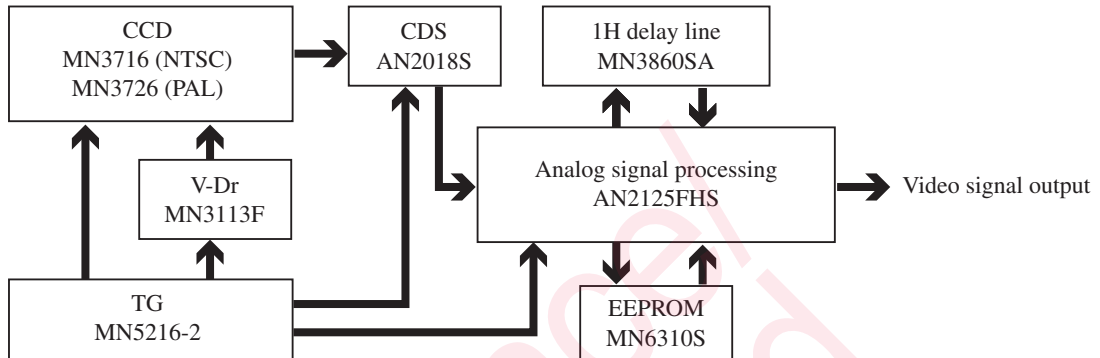 CCD
MN3716 (NTSC)
MN3726 (PAL)
CDS
AN2018S
1H delay line
MN3860SA
V-Dr
MN3113F
Analog signal processing
AN2125FHS
Video signal output
TG
MN5216-2
EEPROM
MN6310S